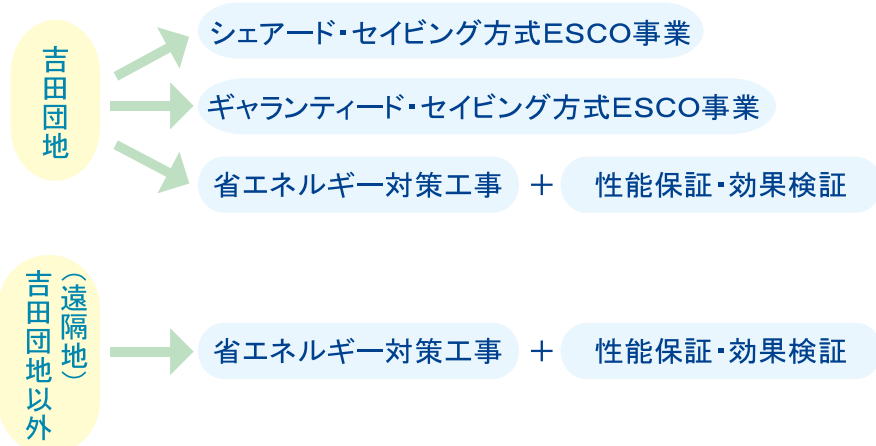 吉田団地
シェアード・セイビング方式ESCO事業
ギャランティード・セイビング方式ESCO事業
省エネルギー対策工事 + 性能保証・効果検証
吉田団地以外
（遠隔地）
省エネルギー対策工事 + 性能保証・効果検証